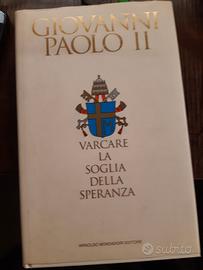 GIOVANNI
PAOLO II
VARCARE
LA
SOGLIA
DELLA
SPERANZA
ARNOLDO MONDADORI EDITORE
subito